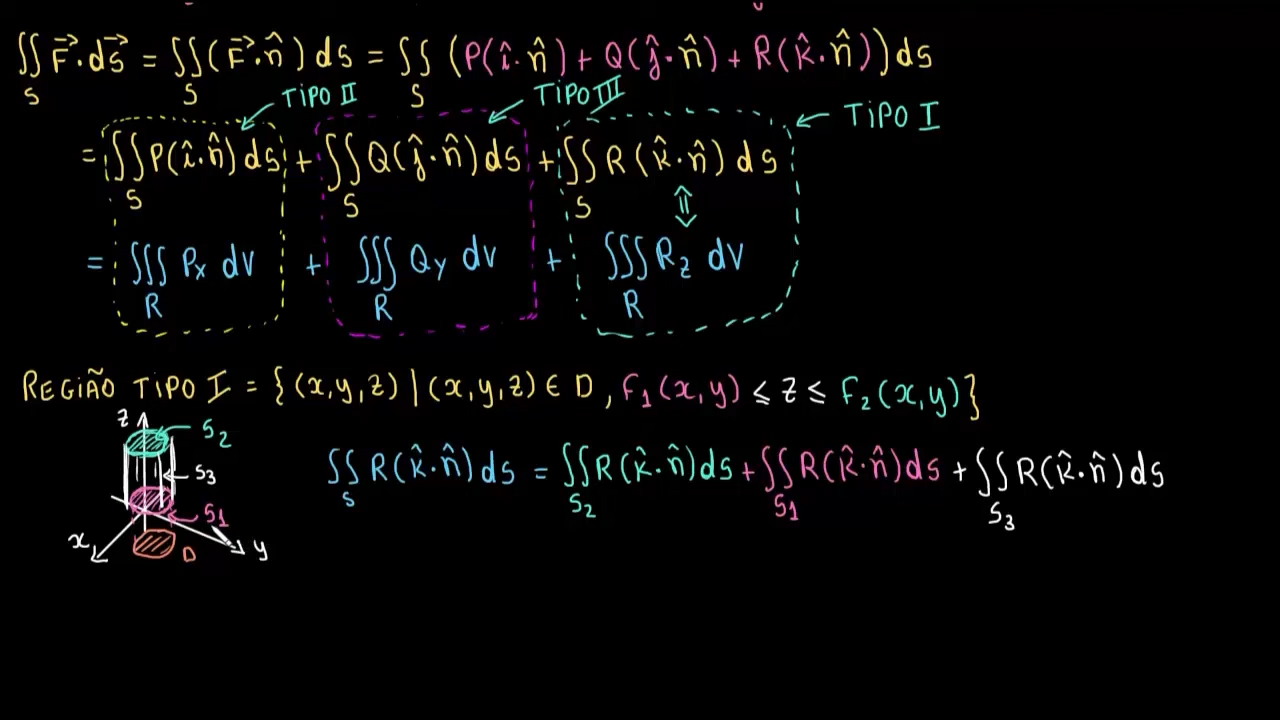 ∬_S F⃗·dS⃗ = ∬_S (F⃗·n̂) ds = ∬_S (P(î·n̂) + Q(ĵ·n̂) + R(k̂·n̂)) ds
TIPO II TIPO III TIPO I
= ∬_S P(î·n̂) ds + ∬_S Q(ĵ·n̂) ds + ∬_S R(k̂·n̂) ds
= ∭_R Px dV + ∭_R Qy dV + ∭_R Rz dV
REGIÃO TIPO I = {(x,y,z) | (x,y,z) ∈ D, F1(x,y) ≤ z ≤ F2(x,y)}
z S2
∬_S R(k̂·n̂) ds = ∬_S2 R(k̂·n̂) ds + ∬_S1 R(k̂·n̂) ds + ∬_S3 R(k̂·n̂) ds
S3
S1
x D y